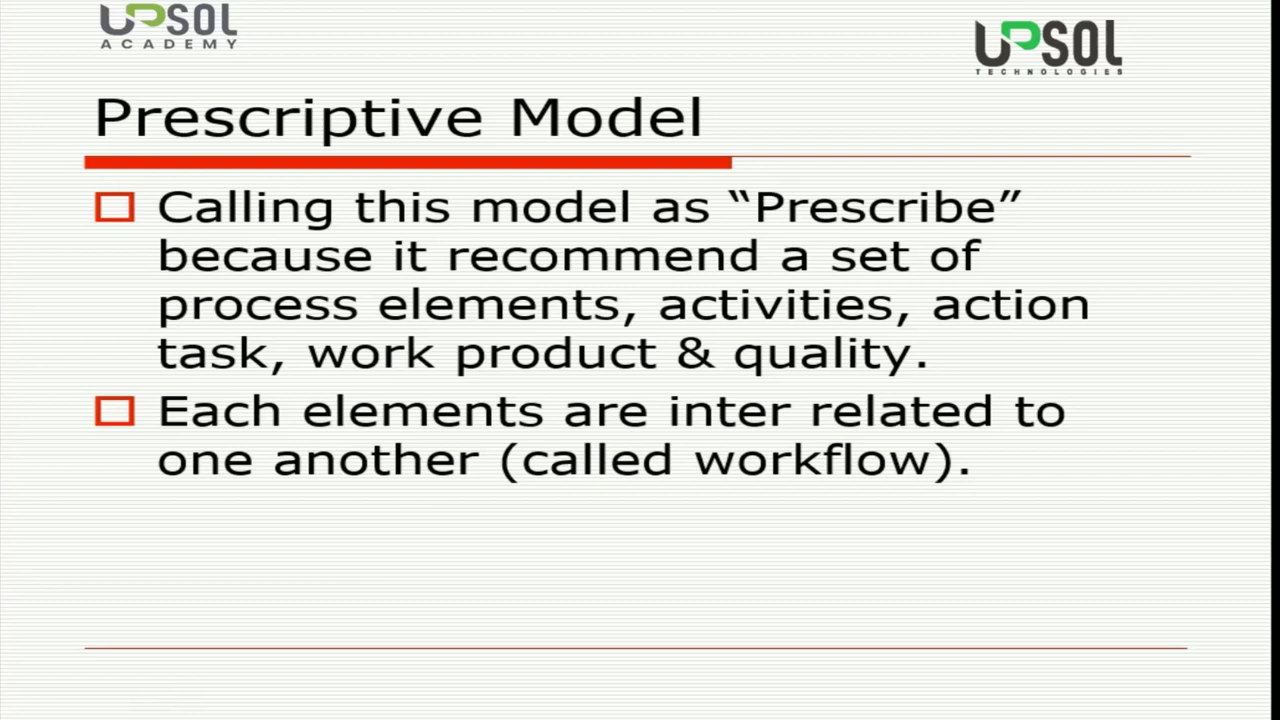 UPSOL
ACADEMY
UPSOL
TECHNOLOGIES
Prescriptive Model
Calling this model as “Prescribe”
because it recommend a set of
process elements, activities, action
task, work product & quality.
Each elements are inter related to
one another (called workflow).